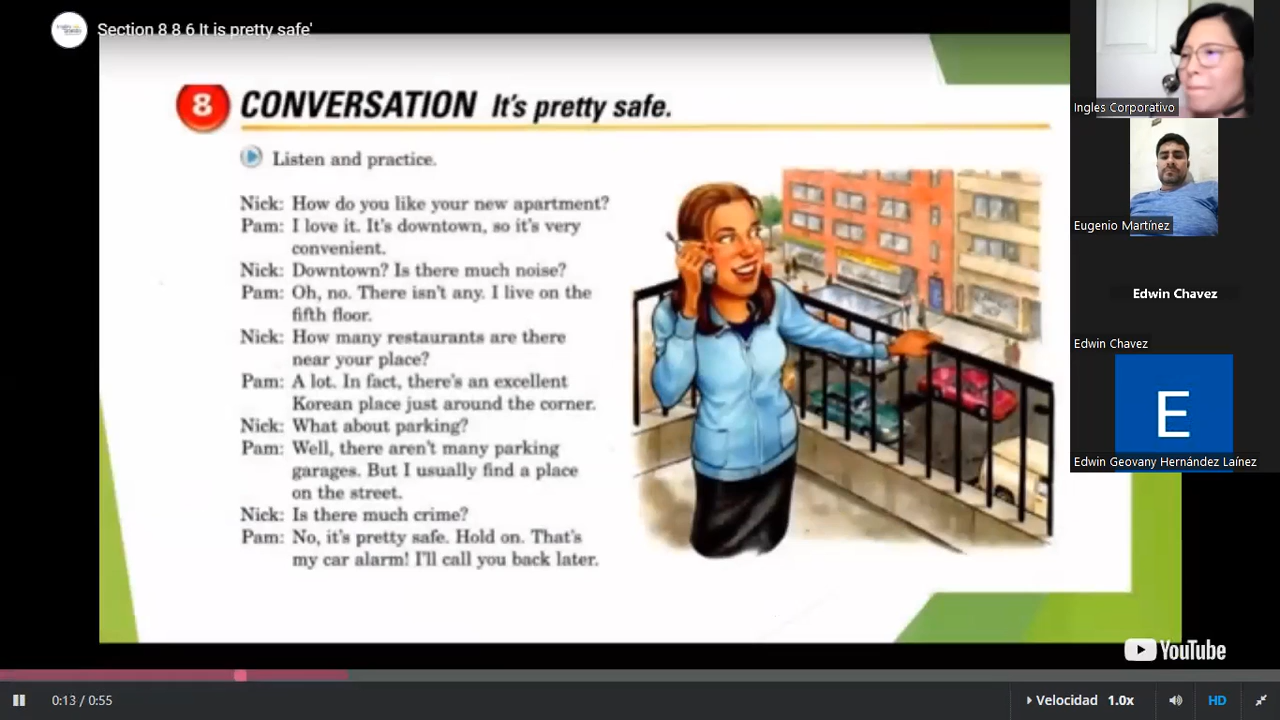 Section 8 8 6 It is pretty safe'
8 CONVERSATION It's pretty safe.
Listen and practice.
Nick: How do you like your new apartment?
Pam: I love it. It's downtown, so it's very
convenient.
Nick: Downtown? Is there much noise?
Pam: Oh, no. There isn't any. I live on the
fifth floor.
Nick: How many restaurants are there
near your place?
Pam: A lot. In fact, there's an excellent
Korean place just around the corner.
Nick: What about parking?
Pam: Well, there aren't many parking
garages. But I usually find a place
on the street.
Nick: Is there much crime?
Pam: No, it's pretty safe. Hold on. That's
my car alarm! I'll call you back later.
Ingles Corporativo
Eugenio Martínez
Edwin Chavez
Edwin Chavez
E
Edwin Geovany Hernández Laínez
YouTube
0:13 / 0:55
Velocidad 1.0x
HD